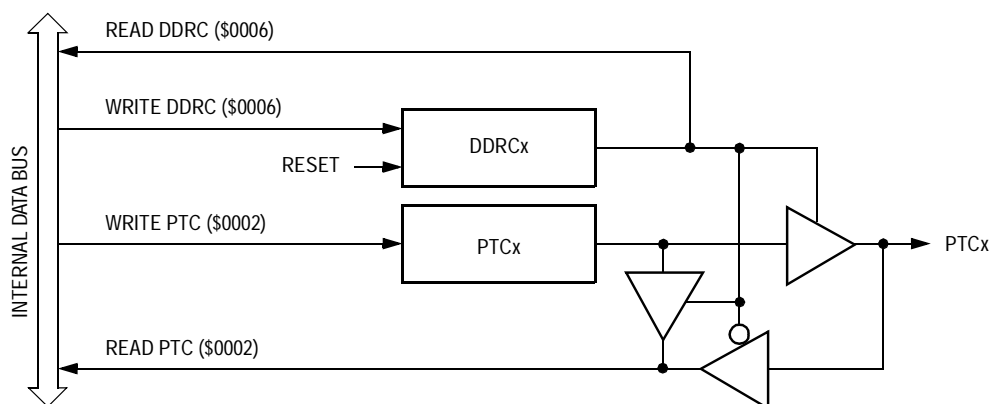 READ DDRC ($0006)
WRITE DDRC ($0006)
DDRCx
RESET
INTERNAL DATA BUS
WRITE PTC ($0002)
PTCx
PTCx
READ PTC ($0002)